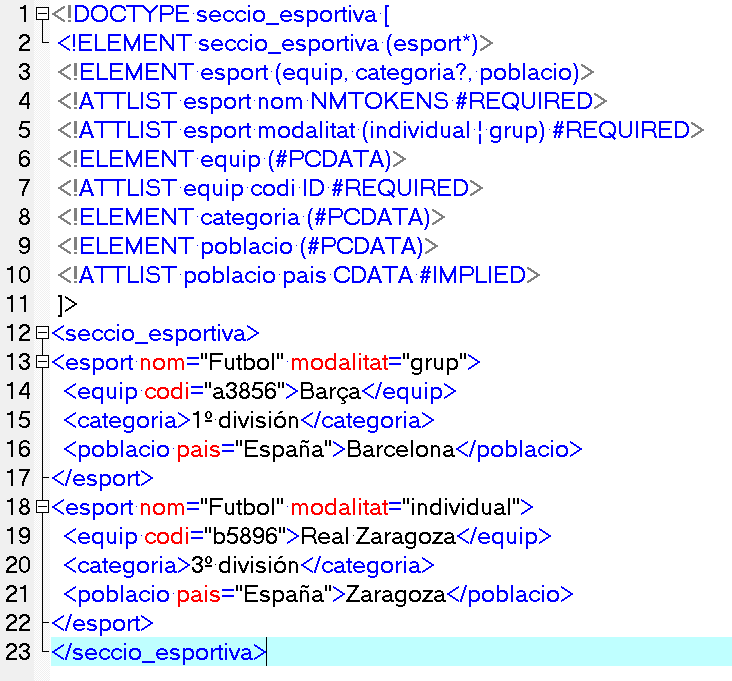 1 <!DOCTYPE seccio_esportiva [
2 <!ELEMENT seccio_esportiva (esport*)>
3 <!ELEMENT esport (equip, categoria?, poblacio)>
4 <!ATTLIST esport nom NMTOKENS #REQUIRED>
5 <!ATTLIST esport modalitat (individual ¦ grup) #REQUIRED>
6 <!ELEMENT equip (#PCDATA)>
7 <!ATTLIST equip codi ID #REQUIRED>
8 <!ELEMENT categoria (#PCDATA)>
9 <!ELEMENT poblacio (#PCDATA)>
10 <!ATTLIST poblacio pais CDATA #IMPLIED>
11 ]>
12 <seccio_esportiva>
13 <esport nom="Futbol" modalitat="grup">
14 <equip codi="a3856">Barça</equip>
15 <categoria>1º división</categoria>
16 <poblacio pais="España">Barcelona</poblacio>
17 </esport>
18 <esport nom="Futbol" modalitat="individual">
19 <equip codi="b5896">Real Zaragoza</equip>
20 <categoria>3º división</categoria>
21 <poblacio pais="España">Zaragoza</poblacio>
22 </esport>
23 </seccio_esportiva>